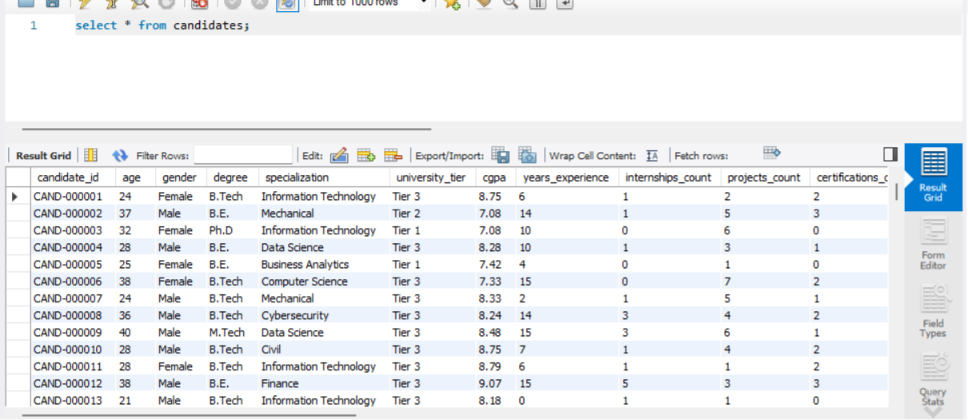 Limit to 1000 rows
1 select * from candidates;
Result Grid Filter Rows: Edit: Export/Import: Wrap Cell Content: Fetch rows:
candidate_id age gender degree specialization university_tier cgpa years_experience internships_count projects_count certifications_c
CAND-000001 24 Female B.Tech Information Technology Tier 3 8.75 6 1 2 2
CAND-000002 37 Male B.E. Mechanical Tier 2 7.08 14 1 5 3
CAND-000003 32 Female Ph.D Information Technology Tier 1 7.08 10 0 6 0
CAND-000004 28 Male B.E. Data Science Tier 3 8.28 10 1 3 1
CAND-000005 25 Female B.E. Business Analytics Tier 1 7.42 4 0 1 0
CAND-000006 38 Female B.Tech Computer Science Tier 3 7.33 15 0 7 2
CAND-000007 24 Male B.Tech Mechanical Tier 3 8.33 2 1 5 1
CAND-000008 36 Male B.Tech Cybersecurity Tier 3 8.24 14 3 4 2
CAND-000009 40 Male M.Tech Data Science Tier 3 8.48 15 3 6 1
CAND-000010 28 Male B.Tech Civil Tier 3 8.75 7 1 4 2
CAND-000011 28 Female B.Tech Information Technology Tier 3 8.79 6 1 1 2
CAND-000012 38 Male B.E. Finance Tier 3 9.07 15 5 3 3
CAND-000013 21 Male B.Tech Information Technology Tier 3 8.18 0 1 1 0
Result
Grid
Form
Editor
Field
Types
Query
Stats